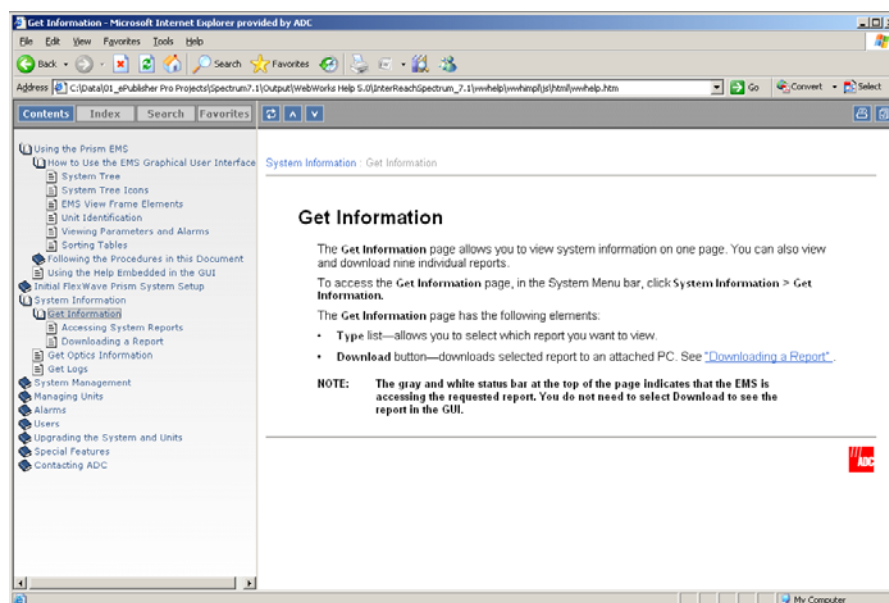 Get Information - Microsoft Internet Explorer provided by ADC
File Edit View Favorites Tools Help
Back Search Favorites
Address C:\Data\01_ePublisher Pro Projects\Spectrum7.1\Output\WebWorks Help 5.0\InterReachSpectrum_7.1\wwhelp\wwhimpl\js\html\wwhelp.htm Go Convert Select
Contents Index Search Favorites
Using the Prism EMS
How to Use the EMS Graphical User Interface
System Tree
System Tree Icons
EMS View Frame Elements
Unit Identification
Viewing Parameters and Alarms
Sorting Tables
Following the Procedures in this Document
Using the Help Embedded in the GUI
Initial FlexWave Prism System Setup
System Information
Get Information
Accessing System Reports
Downloading a Report
Get Optics Information
Get Logs
System Management
Managing Units
Alarms
Users
Upgrading the System and Units
Special Features
Contacting ADC
System Information : Get Information
Get Information
The Get Information page allows you to view system information on one page. You can also view
and download nine individual reports.
To access the Get Information page, in the System Menu bar, click System Information > Get
Information.
The Get Information page has the following elements:
• Type list—allows you to select which report you want to view.
• Download button—downloads selected report to an attached PC. See "Downloading a Report" .
NOTE: The gray and white status bar at the top of the page indicates that the EMS is
accessing the requested report. You do not need to select Download to see the
report in the GUI.
ADC
My Computer